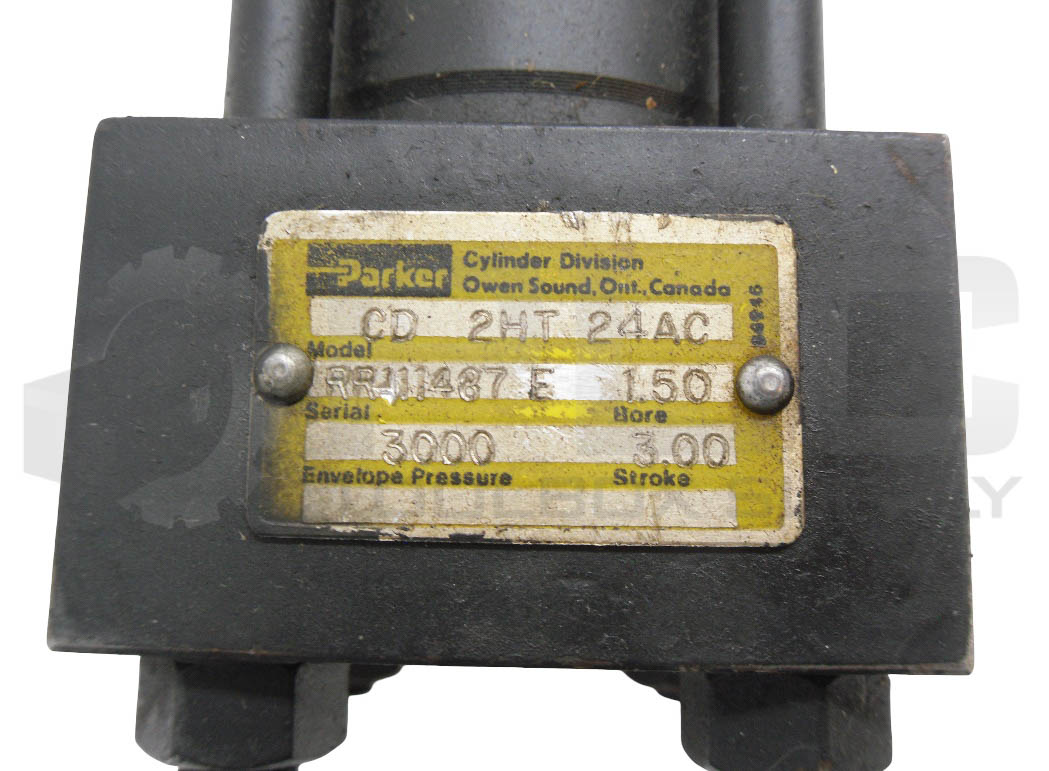 Parker
Cylinder Division
Owen Sound, Ont., Canada
CD 2HT 24AC
Model
E 1.50
Serial Bore
3000 3.00
Envelope Pressure Stroke